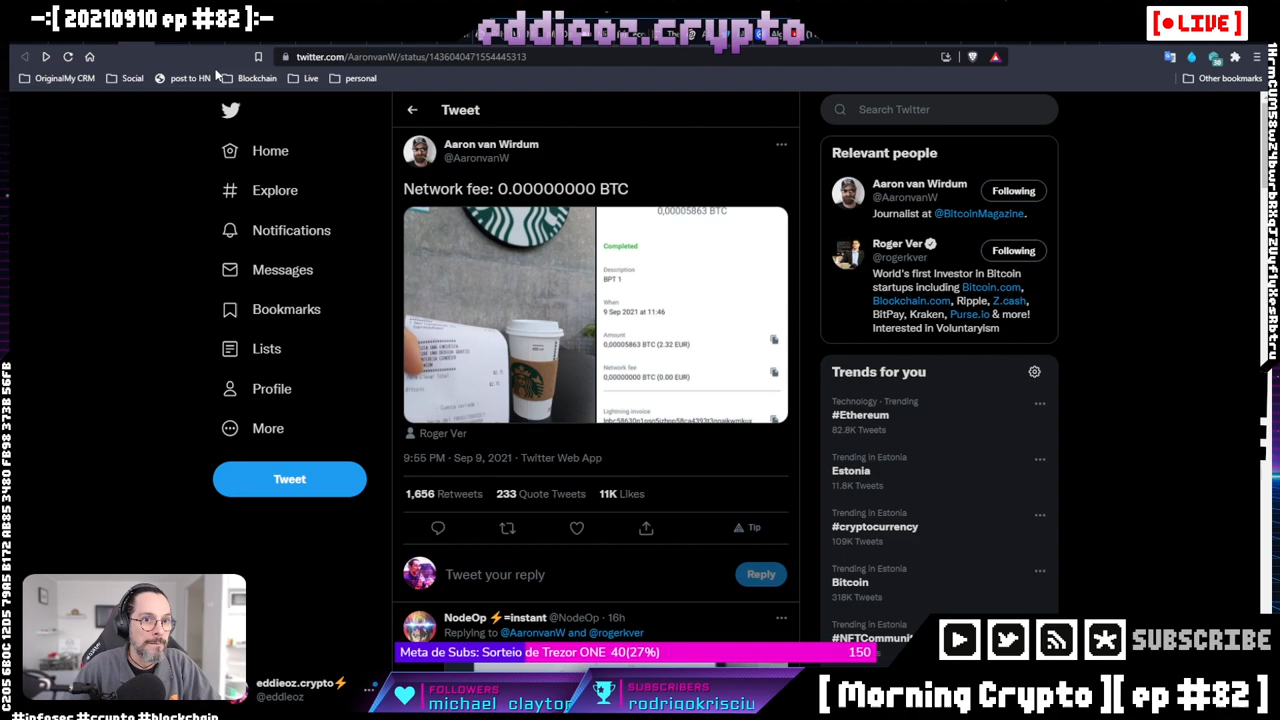 -:[ 20210910 ep #82 ]:-
eddieoz.crypto
[ LIVE ]
twitter.com/AaronvanW/status/1436040471554445313
OriginalMy CRM
Social
post to HN
Blockchain
Live
personal
Other bookmarks
Home
Explore
Notifications
Messages
Bookmarks
Lists
Profile
More
Tweet
Tweet
Aaron van Wirdum
@AaronvanW
Network fee: 0.00000000 BTC
0,00005863 BTC
Completed
Description
BPT 1
When
9 Sep 2021 at 11:46
Amount
0,00005863 BTC (2.32 EUR)
Network fee
0,00000000 BTC (0.00 EUR)
Lightning invoice
Roger Ver
9:55 PM · Sep 9, 2021 · Twitter Web App
1,656 Retweets 233 Quote Tweets 11K Likes
Tip
Tweet your reply
Reply
NodeOp ⚡=instant @NodeOp · 16h
Replying to @AaronvanW and @rogerkver
Search Twitter
Relevant people
Aaron van Wirdum
@AaronvanW
Following
Journalist at @BitcoinMagazine.
Roger Ver
@rogerkver
Following
World's first Investor in Bitcoin
startups including Bitcoin.com,
Blockchain.com, Ripple, Z.cash,
BitPay, Kraken, Purse.io & more!
Interested in Voluntaryism
Trends for you
Technology · Trending
#Ethereum
82.8K Tweets
Trending in Estonia
Estonia
11.8K Tweets
Trending in Estonia
#cryptocurrency
109K Tweets
Trending in Estonia
Bitcoin
318K Tweets
Trending in Estonia
#NFTCommuni
eddieoz.crypto⚡
@eddieoz
#infosec #crypto #blockchain
Meta de Subs: Sorteio de Trezor ONE 40(27%) 150
FOLLOWERS
michael_claytor
SUBSCRIBERS
rodrigokrisciu
SUBSCRIBE
[ Morning Crypto ][ ep #82 ]